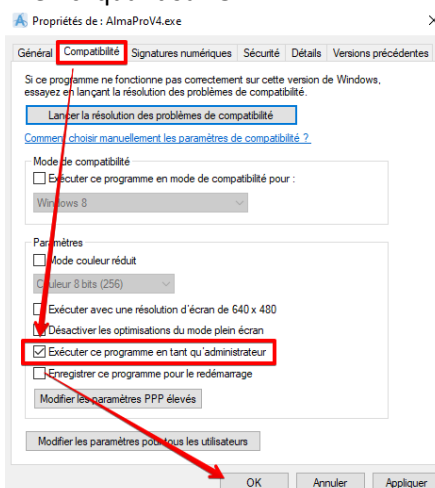 Propriétés de : AlmaProV4.exe
Général Compatibilité Signatures numériques Sécurité Détails Versions précédentes
Si ce programme ne fonctionne pas correctement sur cette version de Windows,
essayez en lançant la résolution des problèmes de compatibilité.
Lancer la résolution des problèmes de compatibilité
Comment choisir manuellement les paramètres de compatibilité ?
Mode de compatibilité
Exécuter ce programme en mode de compatibilité pour :
Windows 8
Paramètres
Mode couleur réduit
Couleur 8 bits (256)
Exécuter avec une résolution d'écran de 640 x 480
Désactiver les optimisations du mode plein écran
Exécuter ce programme en tant qu'administrateur
Enregistrer ce programme pour le redémarrage
Modifier les paramètres PPP élevés
Modifier les paramètres pour tous les utilisateurs
OK Annuler Appliquer